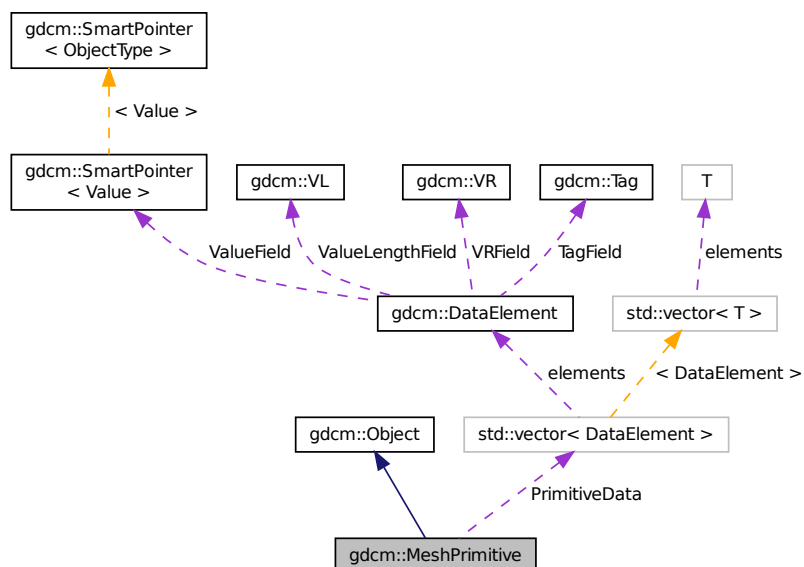 gdcm::SmartPointer
< ObjectType >
< Value >
gdcm::SmartPointer
< Value >
gdcm::VL
gdcm::VR
gdcm::Tag
T
ValueField
ValueLengthField
VRField
TagField
elements
gdcm::DataElement
std::vector< T >
elements
< DataElement >
gdcm::Object
std::vector< DataElement >
PrimitiveData
gdcm::MeshPrimitive